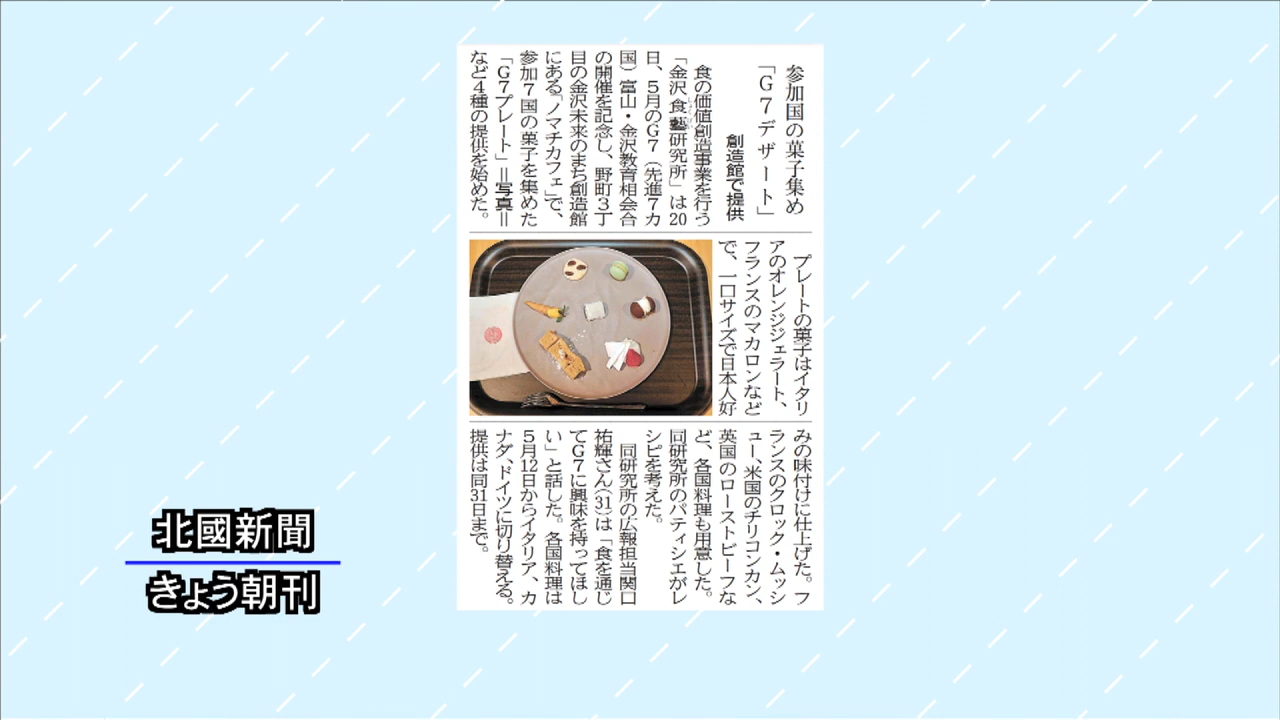 参加国の菓子集め
「G7デザート」
創造館で提供
食の価値創造事業を行う
「金沢食藝研究所」は20
日、5月のG7（先進7カ
国）富山・金沢教育相会合
の開催を記念し、野町3丁
目の金沢未来のまち創造館
にある「ノマチカフェ」で、
参加7国の菓子を集めた
「G7プレート」＝写真＝
など4種の提供を始めた。
プレートの菓子はイタリ
アのオレンジジェラート、
フランスのマカロンなど
で、一口サイズで日本人好
みの味付けに仕上げた。フ
ランスのクロック・ムッシ
ュー、米国のチリコンカン、
英国のローストビーフな
ど、各国料理も用意した。
同研究所のパティシエがレ
シピを考えた。
同研究所の広報担当関口
祐輝さん(31)は「食を通じ
てG7に興味を持ってほし
い」と話した。各国料理は
5月12日からイタリア、カ
ナダ、ドイツに切り替える。
提供は同31日まで。
北國新聞
きょう朝刊